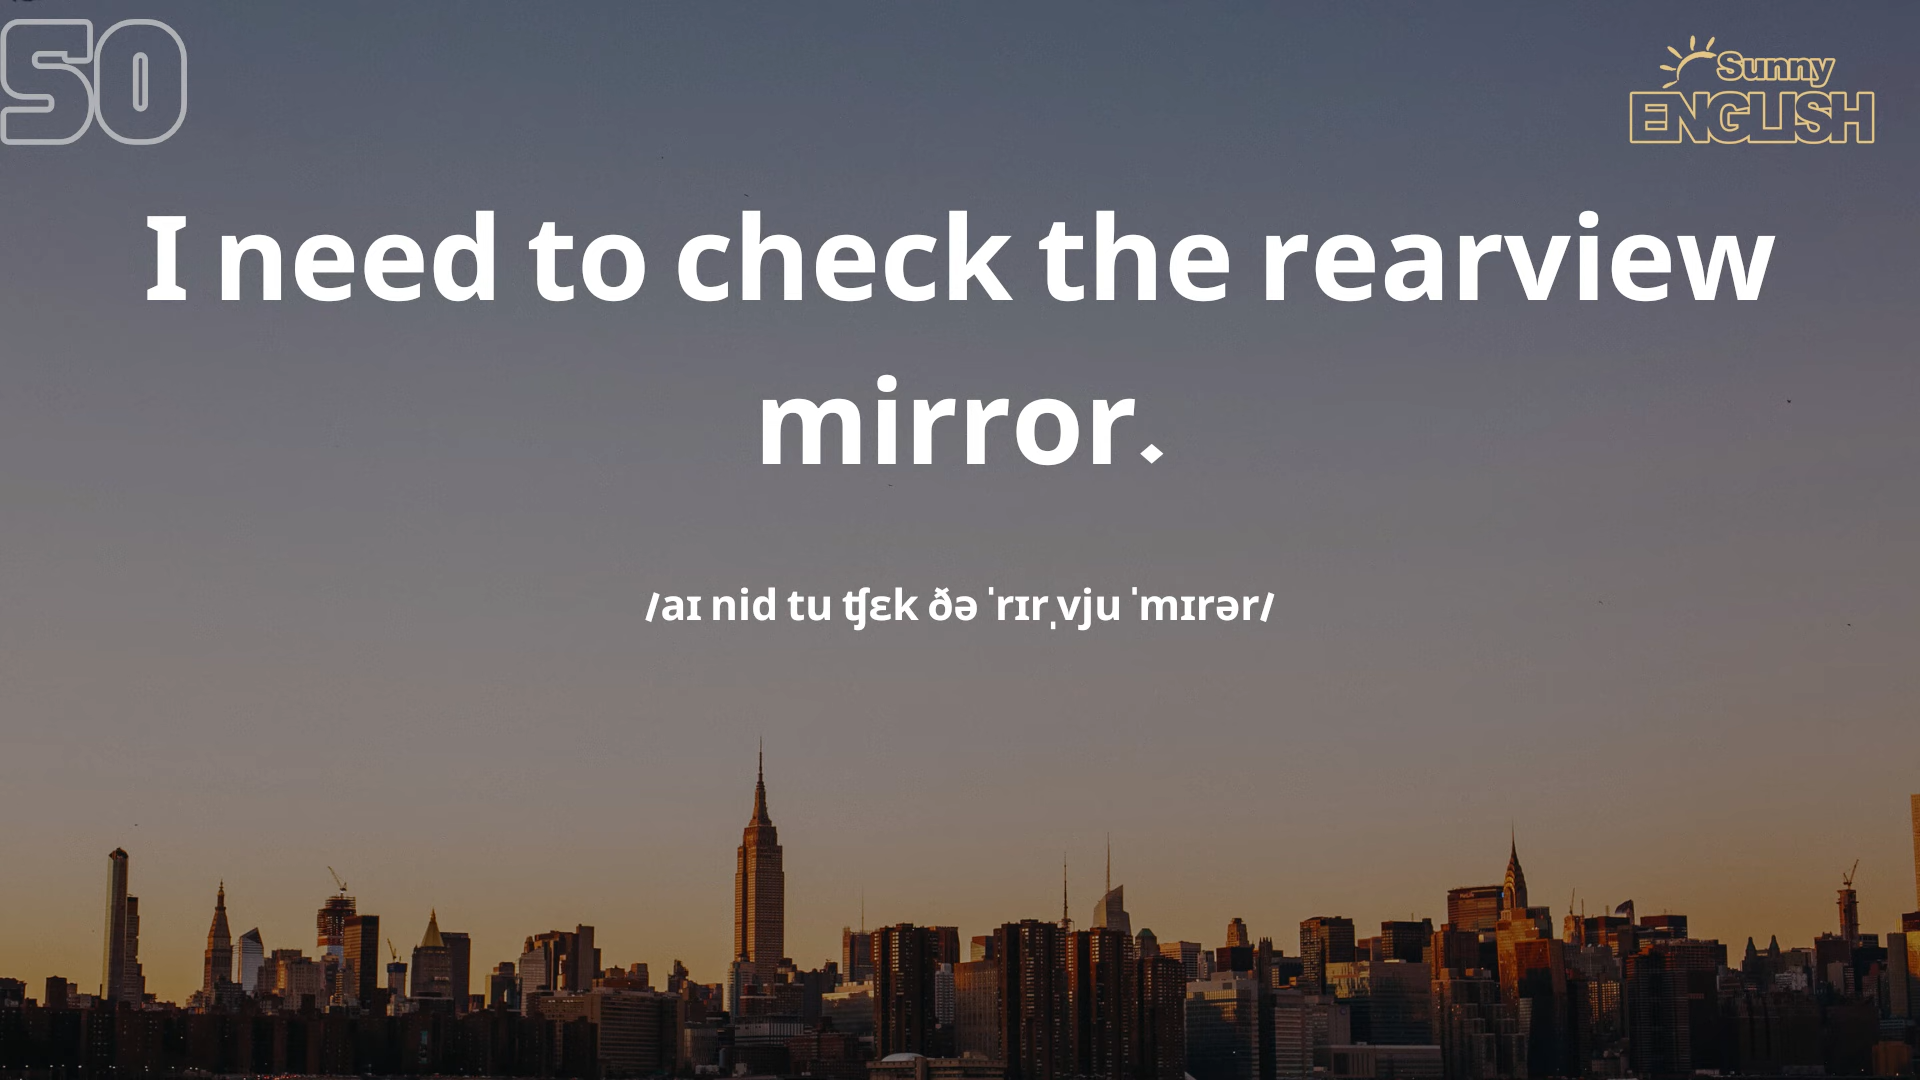 50
Sunny
ENGLISH
I need to check the rearview
mirror.
/aɪ nid tu ʧɛk ðə ˈrɪrˌvju ˈmɪrər/